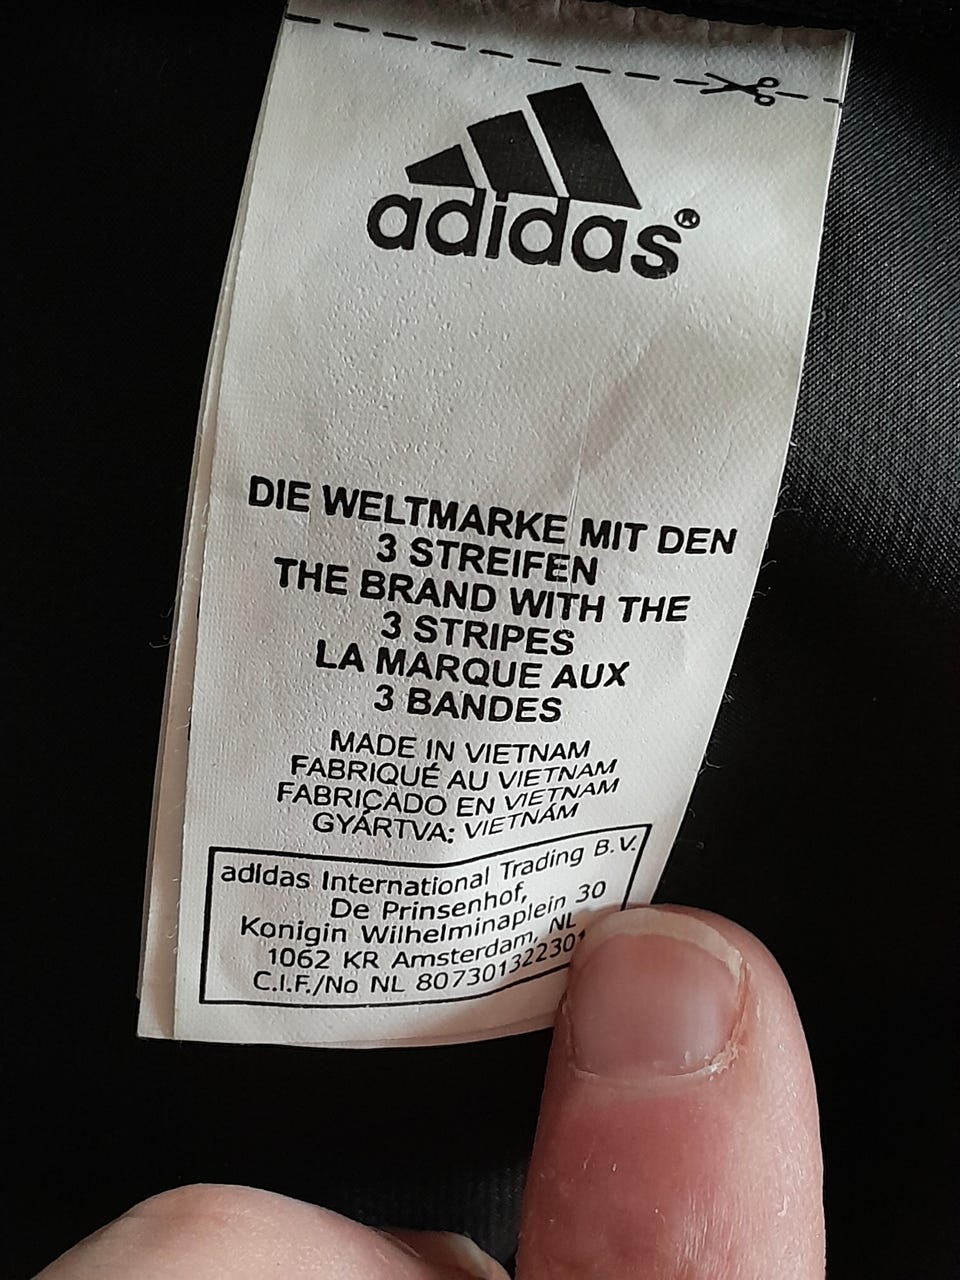 adidas®
DIE WELTMARKE MIT DEN
3 STREIFEN
THE BRAND WITH THE
3 STRIPES
LA MARQUE AUX
3 BANDES
MADE IN VIETNAM
FABRIQUÉ AU VIETNAM
FABRICADO EN VIETNAM
GYÁRTVA: VIETNÁM
adidas International Trading B.V.
De Prinsenhof,
Konigin Wilhelminaplein 30
1062 KR Amsterdam, NL
C.I.F./No NL